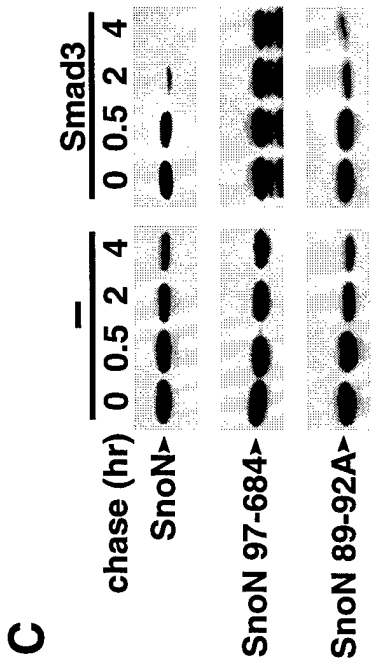 C
– Smad3
chase (hr) 0 0.5 2 4 0 0.5 2 4
SnoN➤
SnoN 97-684➤
SnoN 89-92A➤